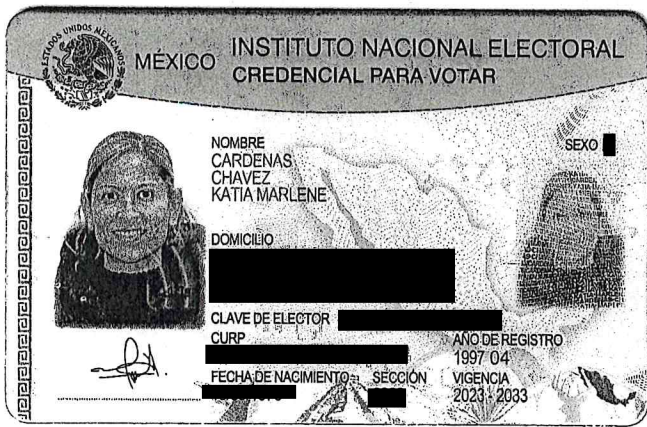 ESTADOS UNIDOS MEXICANOS
MÉXICO
INSTITUTO NACIONAL ELECTORAL
CREDENCIAL PARA VOTAR
NOMBRE
CARDENAS
CHAVEZ
KATIA MARLENE
SEXO
DOMICILIO
CLAVE DE ELECTOR
CURP
AÑO DE REGISTRO
1997 04
FECHA DE NACIMIENTO
SECCIÓN
VIGENCIA
2023 - 2033